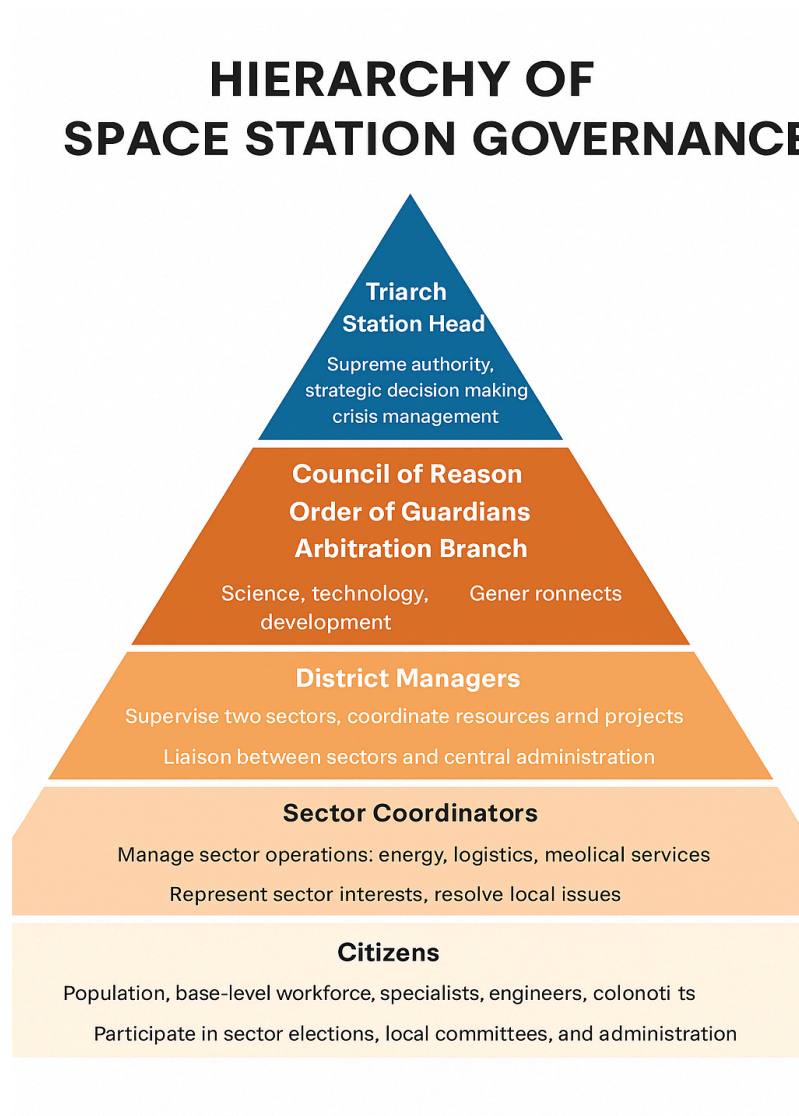 HIERARCHY OF
SPACE STATION GOVERNANCE
Triarch
Station Head
Supreme authority,
strategic decision making
crisis management
Council of Reason
Order of Guardians
Arbitration Branch
Science, technology,
development
Gener ronnects
District Managers
Supervise two sectors, coordinate resources arnd projects
Liaison between sectors and central administration
Sector Coordinators
Manage sector operations: energy, logistics, meolical services
Represent sector interests, resolve local issues
Citizens
Population, base-level workforce, specialists, engineers, colonoti ts
Participate in sector elections, local committees, and administration